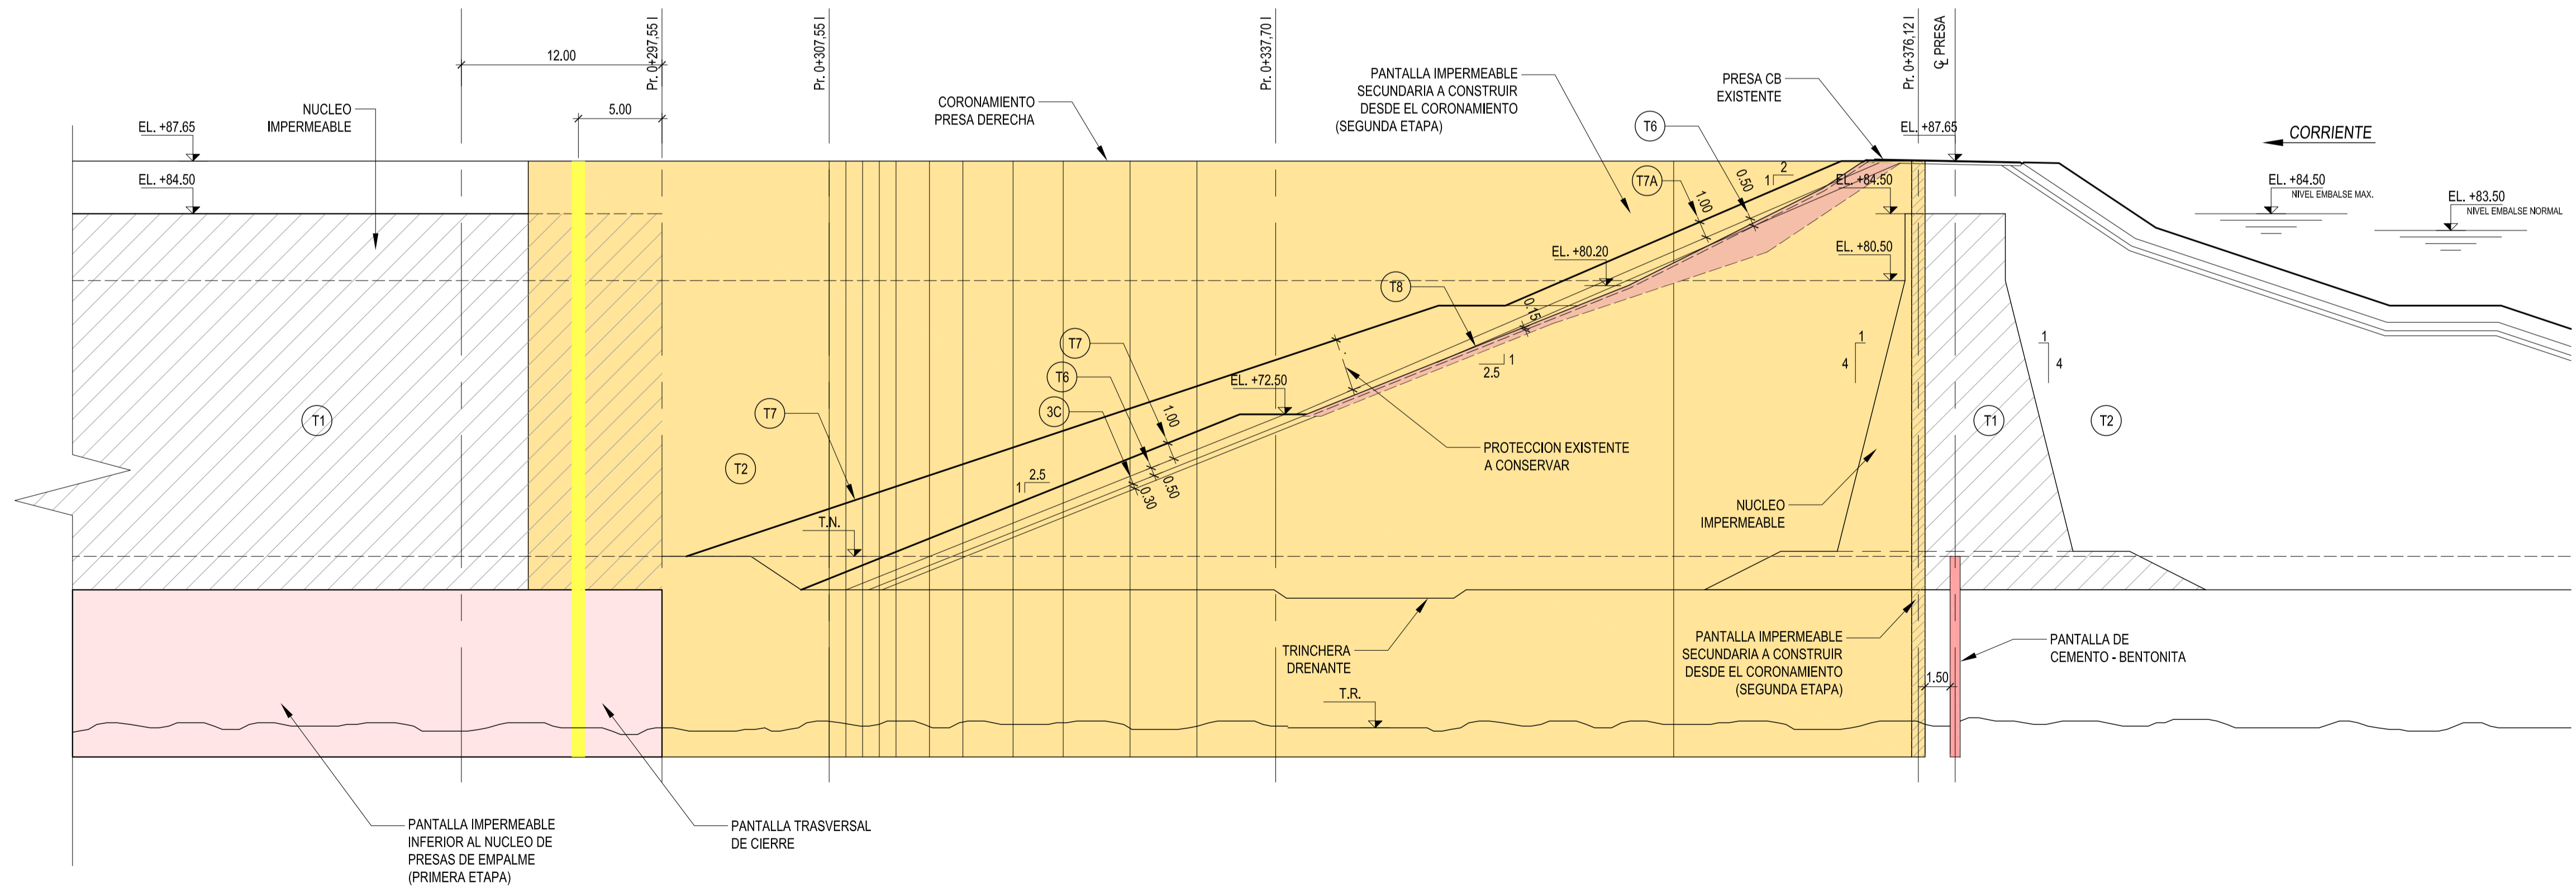 Pr. 0+297,55 I
Pr. 0+307,55 I
Pr. 0+337,70 I
Pr. 0+376,12 I
℄ PRESA
12.00
5.00
NUCLEO
IMPERMEABLE
EL. +87.65
EL. +84.50
CORONAMIENTO
PRESA DERECHA
PANTALLA IMPERMEABLE
SECUNDARIA A CONSTRUIR
DESDE EL CORONAMIENTO
(SEGUNDA ETAPA)
PRESA CB
EXISTENTE
T6
T7A
1.00
0.50
1
2
EL. +87.65
EL. +84.50
EL. +80.50
CORRIENTE
EL. +84.50
NIVEL EMBALSE MAX.
EL. +83.50
NIVEL EMBALSE NORMAL
EL. +80.20
T8
0.15
1
2.5
T7
T6
3C
1.00
0.50
0.30
EL. +72.50
T7
T2
T1
2.5
1
T.N.
PROTECCION EXISTENTE
A CONSERVAR
1
4
1
4
T1
T2
NUCLEO
IMPERMEABLE
TRINCHERA
DRENANTE
T.R.
PANTALLA IMPERMEABLE
SECUNDARIA A CONSTRUIR
DESDE EL CORONAMIENTO
(SEGUNDA ETAPA)
1.50
PANTALLA DE
CEMENTO - BENTONITA
PANTALLA IMPERMEABLE
INFERIOR AL NUCLEO DE
PRESAS DE EMPALME
(PRIMERA ETAPA)
PANTALLA TRASVERSAL
DE CIERRE